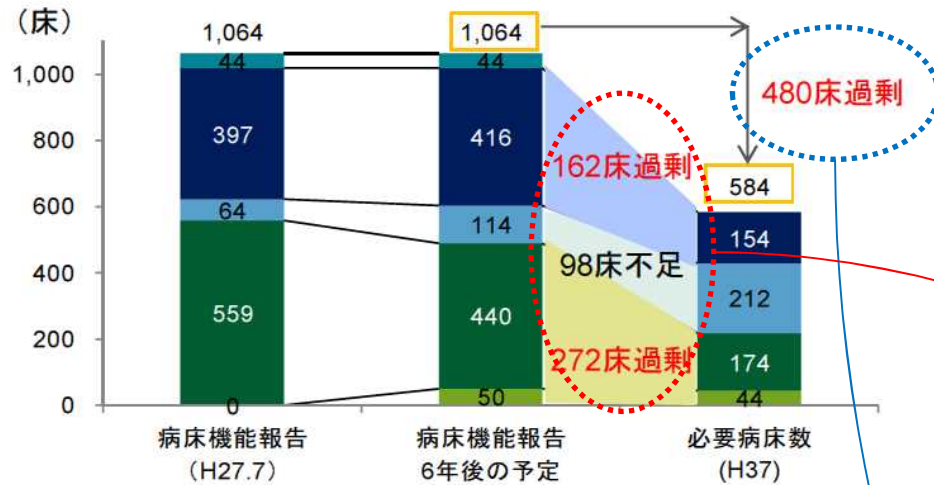 (床)
1,064
1,064
480床過剰
1,000
44
44
800
397
416
162床過剰
584
600
64
114
98床不足
154
400
212
559
440
200
272床過剰
174
0
0
50
44
病床機能報告
(H27.7)
病床機能報告
6年後の予定
必要病床数
(H37)